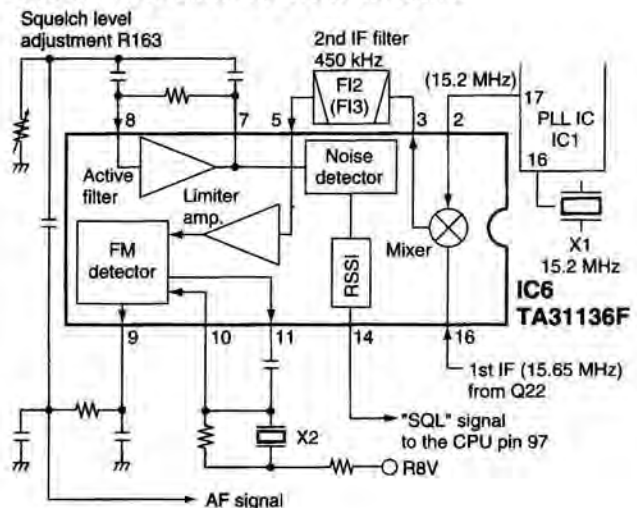 Squelch level
adjustment R163
2nd IF filter
450 kHz
FI2
(FI3)
(15.2 MHz)
17
PLL IC
IC1
16
X1
15.2 MHz
8
7
5
3
2
Active
filter
Limiter
amp.
Noise
detector
FM
detector
RSSI
Mixer
IC6
TA31136F
9
10
11
14
16
1st IF (15.65 MHz)
from Q22
"SQL" signal
to the CPU pin 97
X2
R8V
AF signal